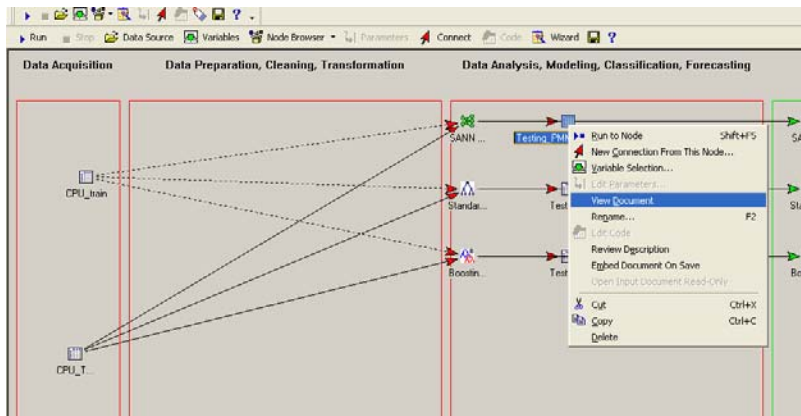 Run Stop Data Source Variables Node Browser Parameters Connect Code Wizard
Data Acquisition Data Preparation, Cleaning, Transformation Data Analysis, Modeling, Classification, Forecasting
CPU_train
CPU_T...
SANN ...
Standar...
Boostin...
Testing_PMM
Test
Test
SA
Sta
Bo
Run to Node Shift+F5
New Connection From This Node...
Variable Selection...
Edit Parameters...
View Document
Rename... F2
Edit Code
Review Description
Embed Document On Save
Open Input Document Read-Only
Cut Ctrl+X
Copy Ctrl+C
Delete